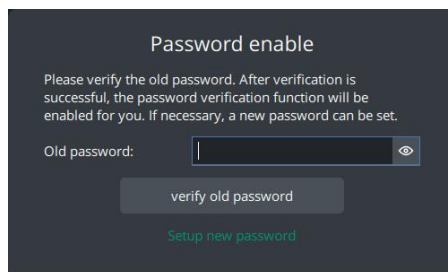 Password enable
Please verify the old password. After verification is
successful, the password verification function will be
enabled for you. If necessary, a new password can be set.
Old password:
verify old password
Setup new password